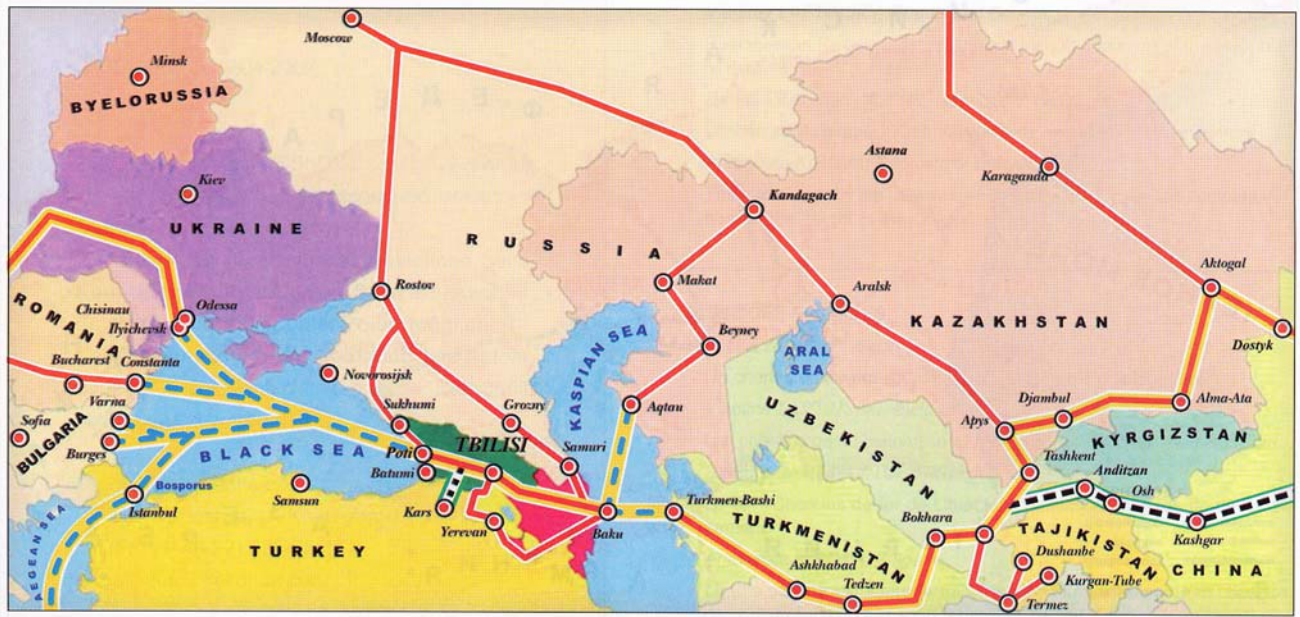 Moscow
Minsk
BYELORUSSIA
Kiev
UKRAINE
RUSSIA
Astana
Karaganda
Kandagach
Makat
Aralsk
Beyney
KAZAKHSTAN
Aktogal
Dostyk
Rostov
Odessa
Chisinau
Ilyichevsk
ROMANIA
Bucharest
Constanta
Varna
Sofia
BULGARIA
Burges
Novorosijsk
Sukhumi
Grozny
CASPIAN SEA
ARAL
SEA
Aqtau
Djambul
Alma-Ata
Apys
KYRGIZSTAN
UZBEKISTAN
Tashkent
Anditzan
Osh
Kashgar
BLACK SEA
Poti
TBILISI
Batumi
Samuri
Bosporus
Istanbul
Samsun
Kars
Yerevan
Baku
Turkmen-Bashi
TURKMENISTAN
Bokhara
TAJIKISTAN
Dushanbe
Kurgan-Tube
Termez
CHINA
Ashkhabad
Tedzen
AEGEAN SEA
TURKEY